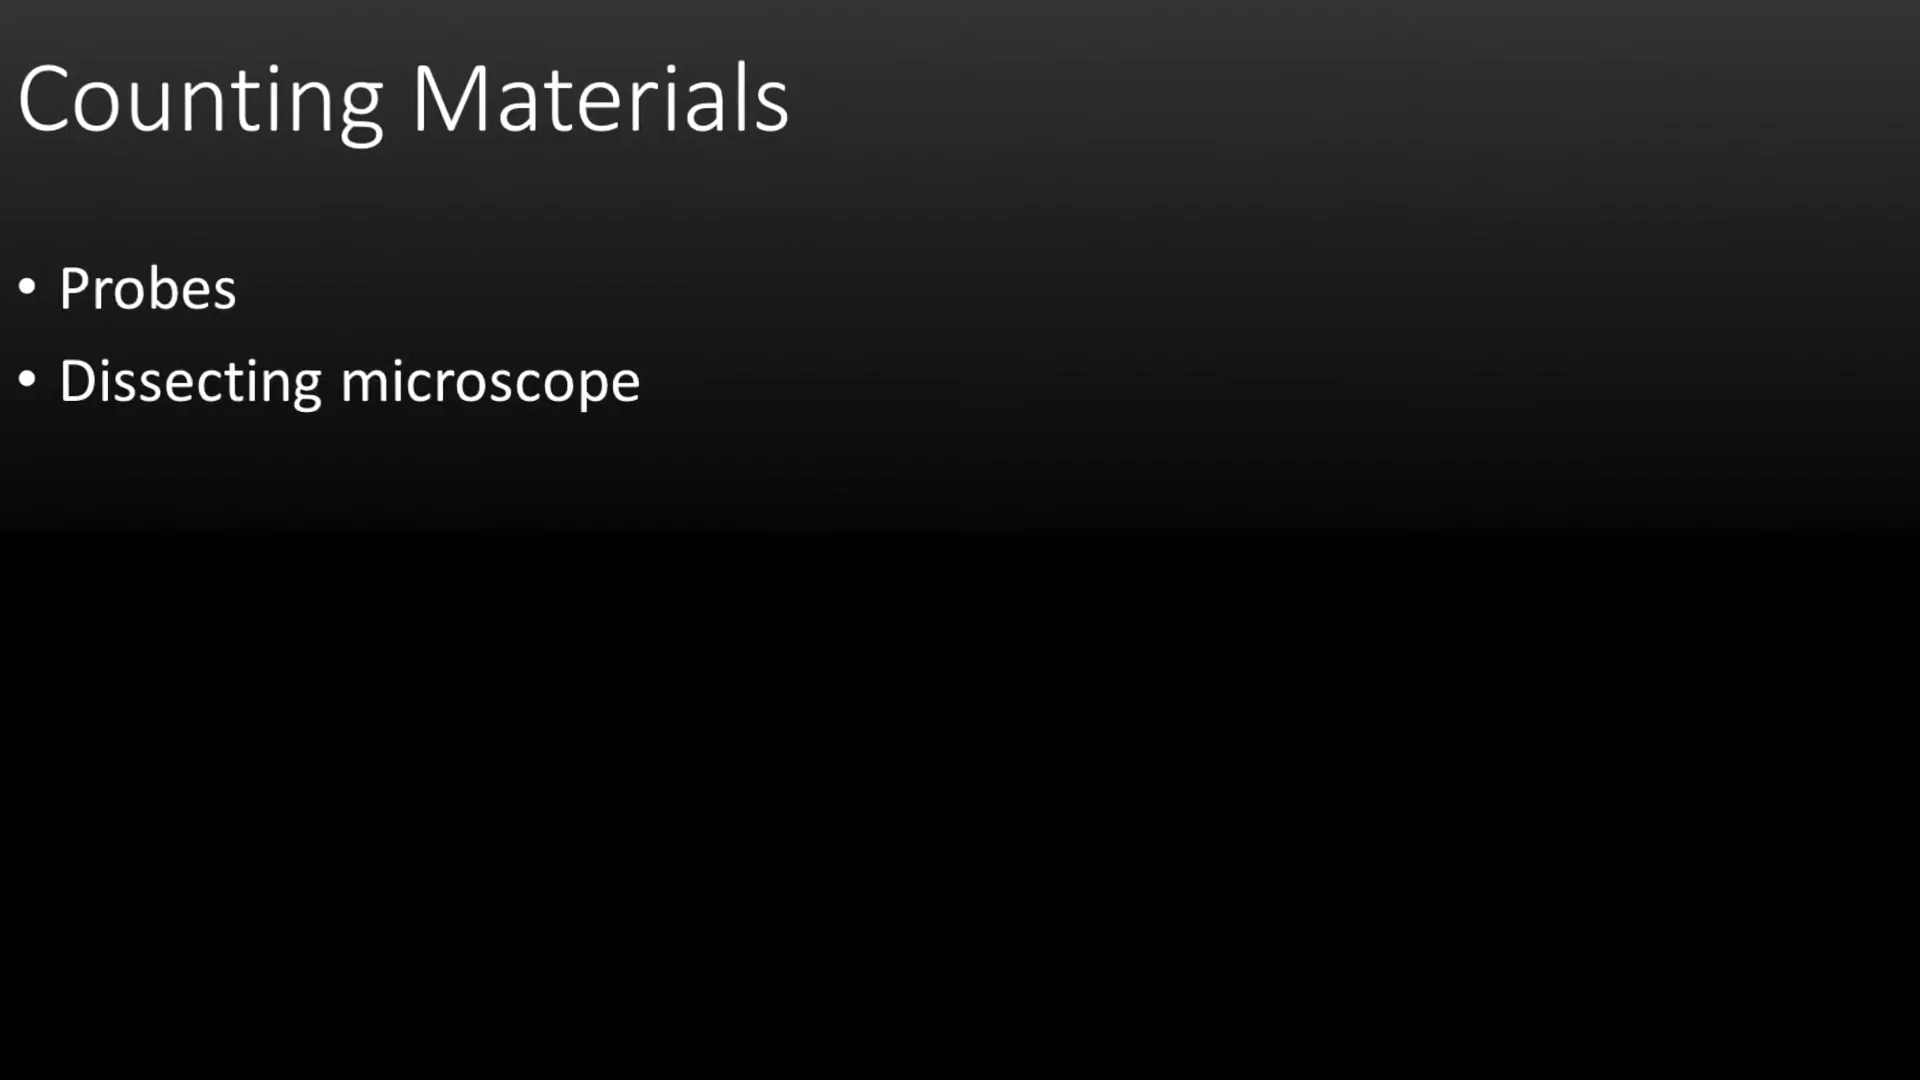 Counting Materials
• Probes
• Dissecting microscope